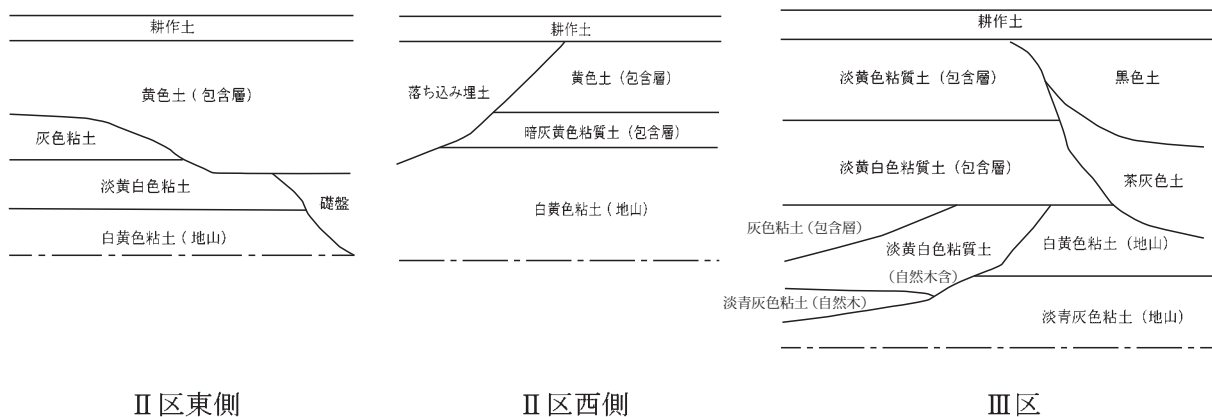 耕作土
黄色土(包含層)
灰色粘土
淡黄白色粘土
礫盤
白黄色粘土(地山)
Ⅱ区東側
耕作土
落ち込み埋土
黄色土(包含層)
暗灰黄色粘質土(包含層)
白黄色粘土(地山)
Ⅱ区西側
耕作土
淡黄色粘質土(包含層)
黒色土
淡黄白色粘質土(包含層)
茶灰色土
灰色粘土(包含層)
淡黄白色粘質土
(自然木含)
白黄色粘土(地山)
淡青灰色粘土(自然木)
淡青灰色粘土(地山)
Ⅲ区